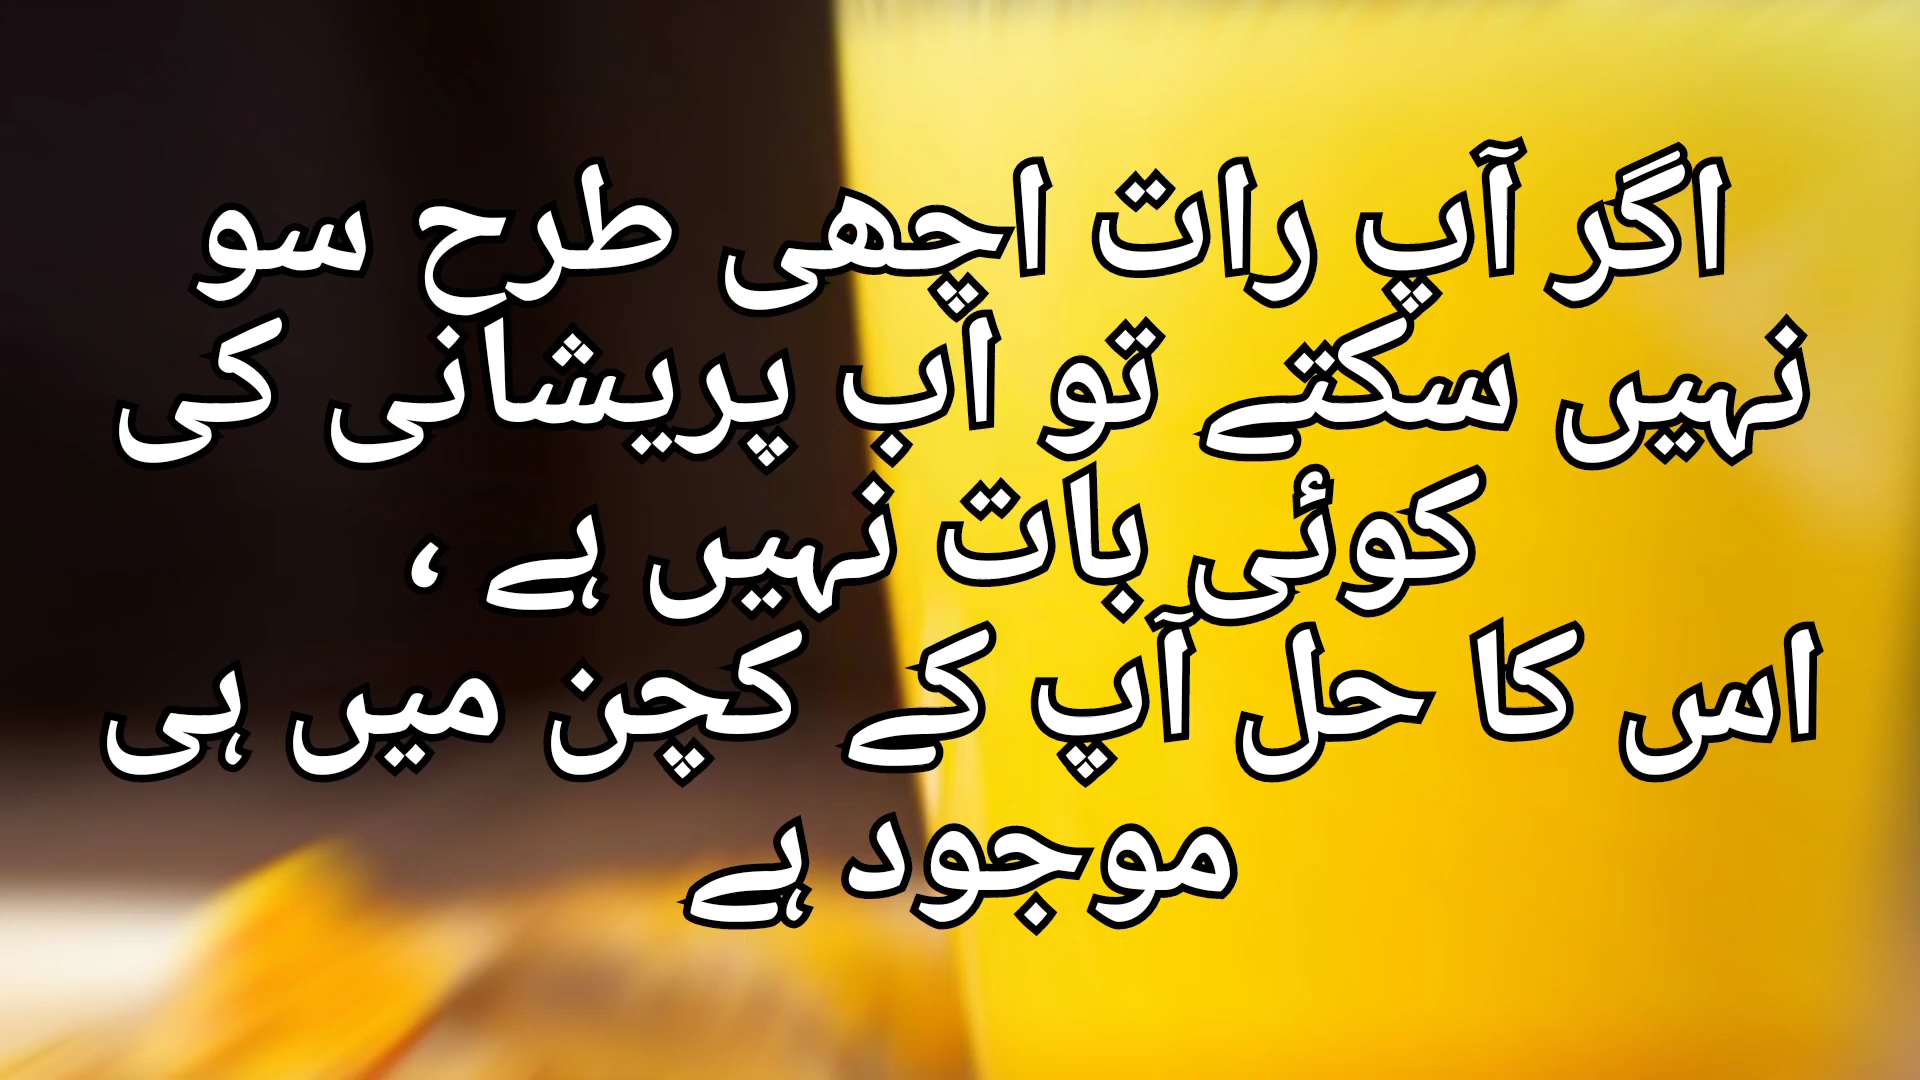 اگر آپ رات اچھی طرح سو
نہیں سکتے تو اب پریشانی کی
کوئی بات نہیں ہے ،
اس کا حل آپ کے کچن میں ہی
موجود ہے